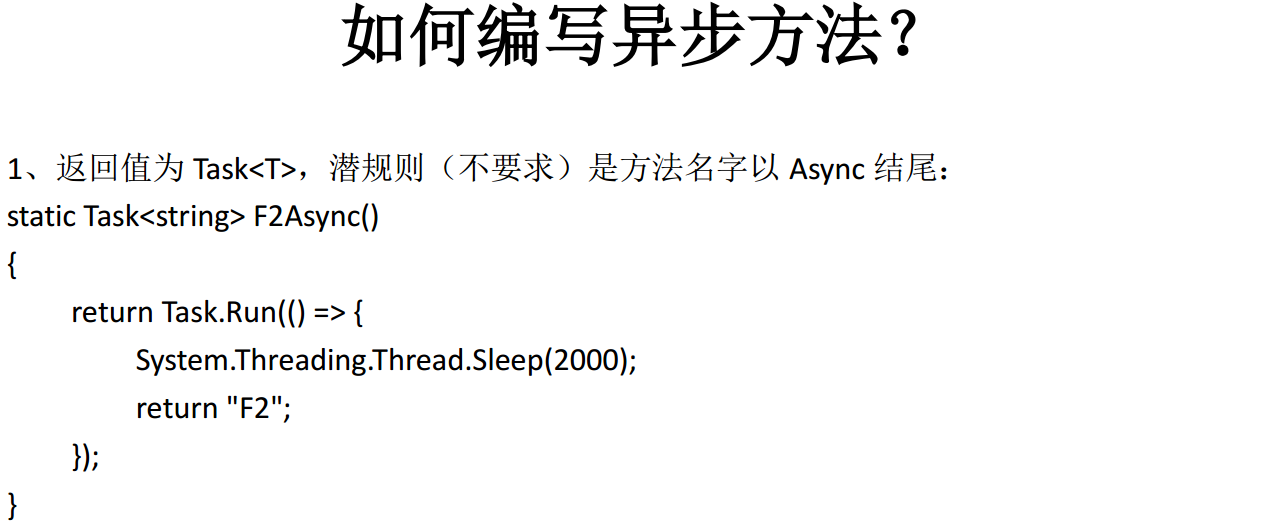 如何编写异步方法？
1、返回值为 Task<T>，潜规则（不要求）是方法名字以 Async 结尾：
static Task<string> F2Async()
{
return Task.Run(() => {
System.Threading.Thread.Sleep(2000);
return "F2";
});
}